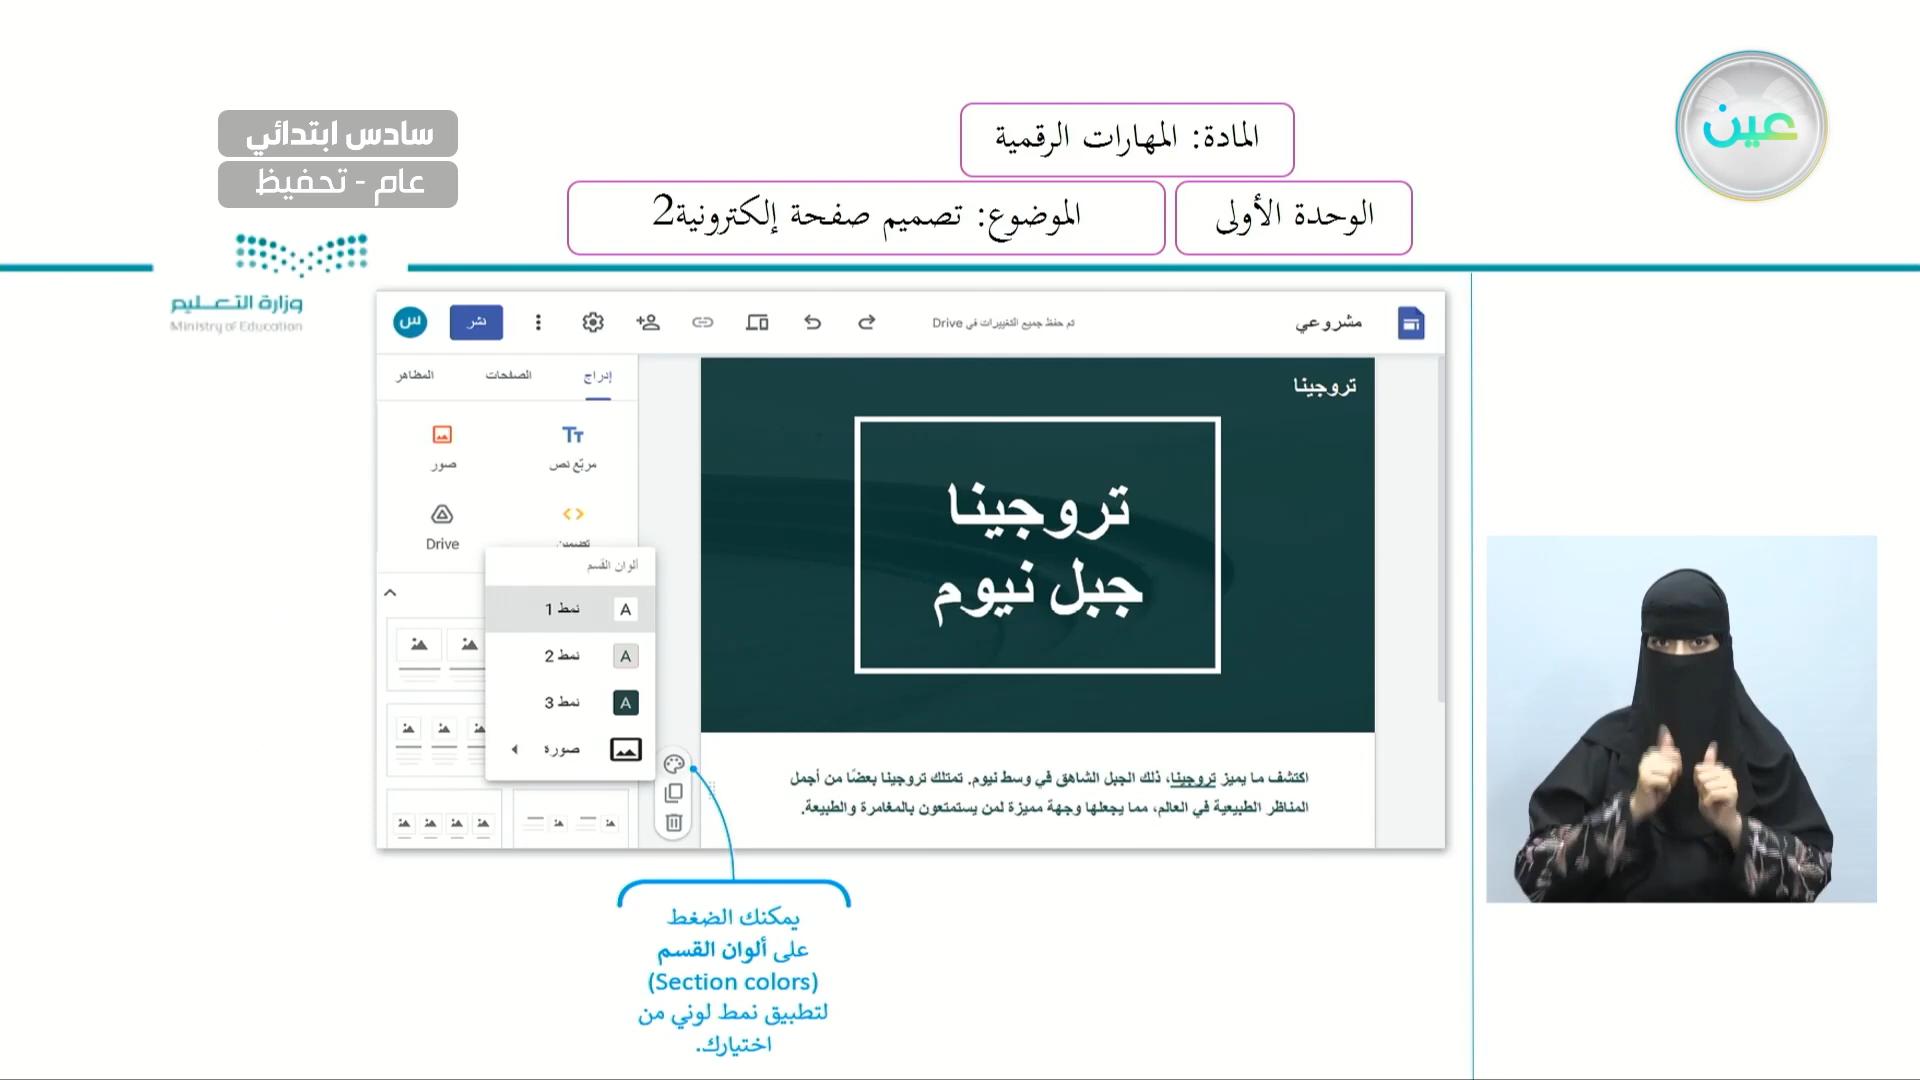 عين
المادة: المهارات الرقمية
سادس ابتدائي
عام - تحفيظ
الوحدة الأولى
الموضوع: تصميم صفحة إلكترونية2
وزارة التعليم
Ministry of Education
مشروعي
تم حفظ جميع التغييرات في Drive
نشر
س
إدراج
الصفحات
المظاهر
مربّع نص
صور
تضمين
Drive
ألوان القسم
A نمط 1
A نمط 2
A نمط 3
صورة
تروجينا
تروجينا
جبل نيوم
اكتشف ما يميز تروجينا، ذلك الجبل الشاهق في وسط نيوم. تمتلك تروجينا بعضًا من أجمل
المناظر الطبيعية في العالم، مما يجعلها وجهة مميزة لمن يستمتعون بالمغامرة والطبيعة.
يمكنك الضغط
على ألوان القسم
(Section colors)
لتطبيق نمط لوني من
اختيارك.